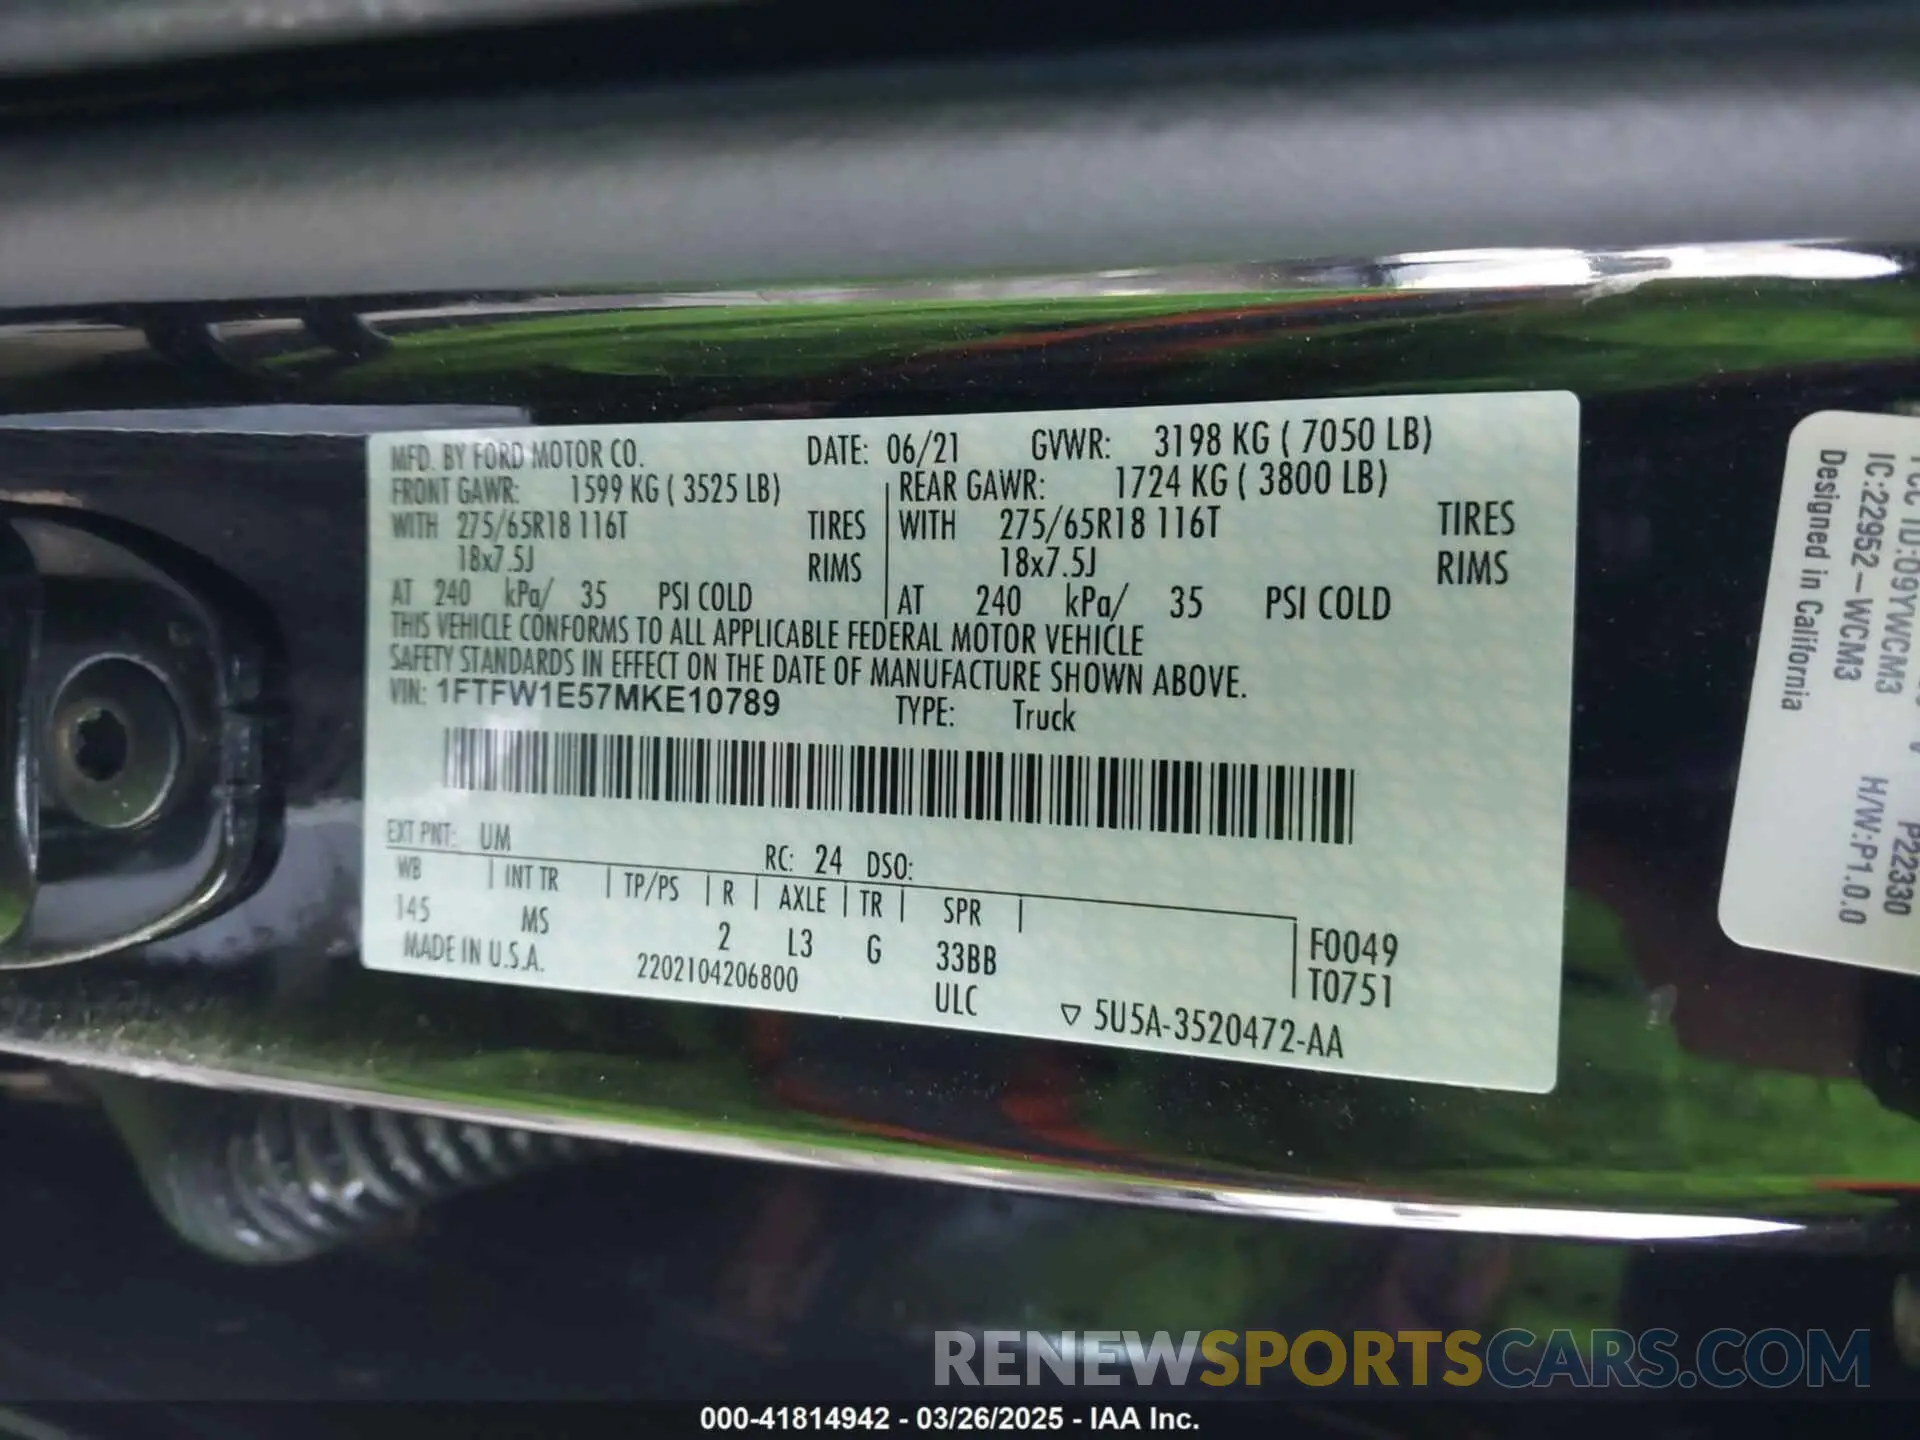 MFD. BY FORD MOTOR CO. DATE: 06/21 GVWR: 3198 KG ( 7050 LB)
FRONT GAWR: 1599 KG ( 3525 LB) REAR GAWR: 1724 KG ( 3800 LB)
WITH 275/65R18 116T TIRES WITH 275/65R18 116T TIRES
18x7.5J RIMS 18x7.5J RIMS
AT 240 kPa/ 35 PSI COLD AT 240 kPa/ 35 PSI COLD
THIS VEHICLE CONFORMS TO ALL APPLICABLE FEDERAL MOTOR VEHICLE
SAFETY STANDARDS IN EFFECT ON THE DATE OF MANUFACTURE SHOWN ABOVE.
VIN: 1FTFW1E57MKE10789 TYPE: Truck
EXT PNT: UM RC: 24 DSO:
WB INT TR TP/PS R AXLE TR SPR
145 MS 2 L3 G 33BB F0049
MADE IN U.S.A. 2202104206800 ULC T0751
▽ 5U5A-3520472-AA
FCC ID:O9YWCM3
IC:22952-WCM3 P22330
Designed in California H/W:P1.0.0
RENEWSPORTSCARS.COM
000-41814942 - 03/26/2025 - IAA Inc.